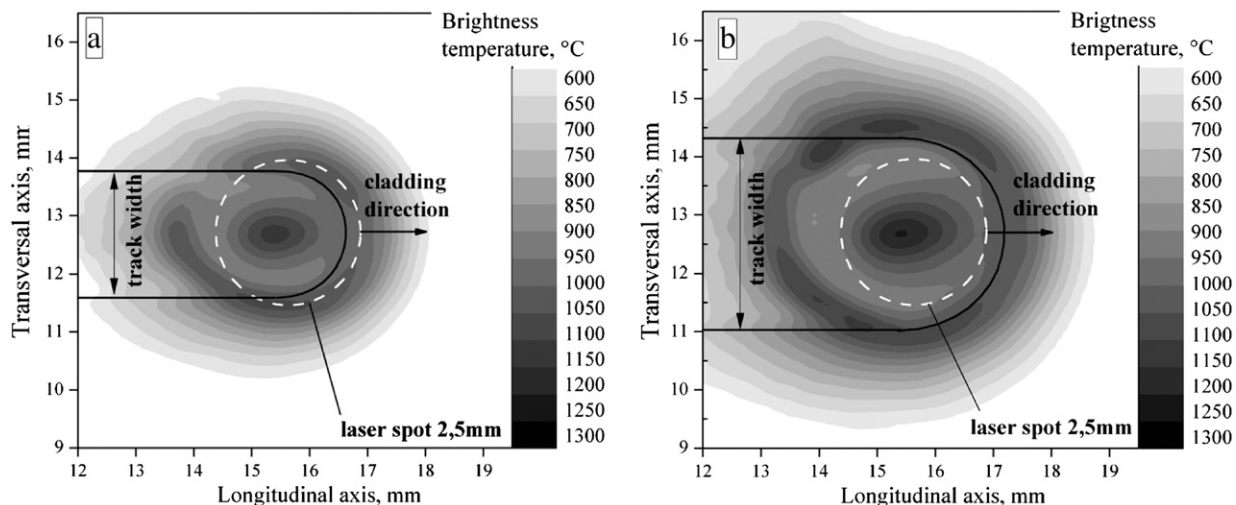 a
Brightness
temperature, °C
600
650
700
750
800
850
900
950
1000
1050
1100
1150
1200
1250
1300
16
15
14
13
12
11
10
9
Transversal axis, mm
track width
cladding
direction
laser spot 2,5mm
12 13 14 15 16 17 18 19
Longitudinal axis, mm
b
Brigtness
temperature, °C
600
650
700
750
800
850
900
950
1000
1050
1100
1150
1200
1250
1300
16
15
14
13
12
11
10
9
Transversal axis, mm
track width
cladding
direction
laser spot 2,5mm
12 13 14 15 16 17 18 19
Longitudinal axis, mm